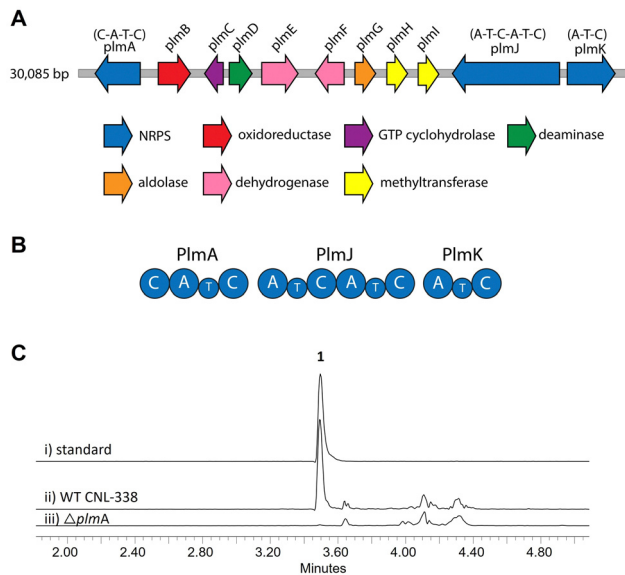 A
(C-A-T-C)
plmA
plmB
plmC
plmD
plmE
plmF
plmG
plmH
plmI
(A-T-C-A-T-C)
plmJ
(A-T-C)
plmK
30,085 bp
NRPS
oxidoreductase
GTP cyclohydrolase
deaminase
aldolase
dehydrogenase
methyltransferase
B
PlmA
PlmJ
PlmK
C A T C A T C A T C A T C
C
1
i) standard
ii) WT CNL-338
iii) △plmA
2.00 2.40 2.80 3.20 3.60 4.00 4.40 4.80
Minutes